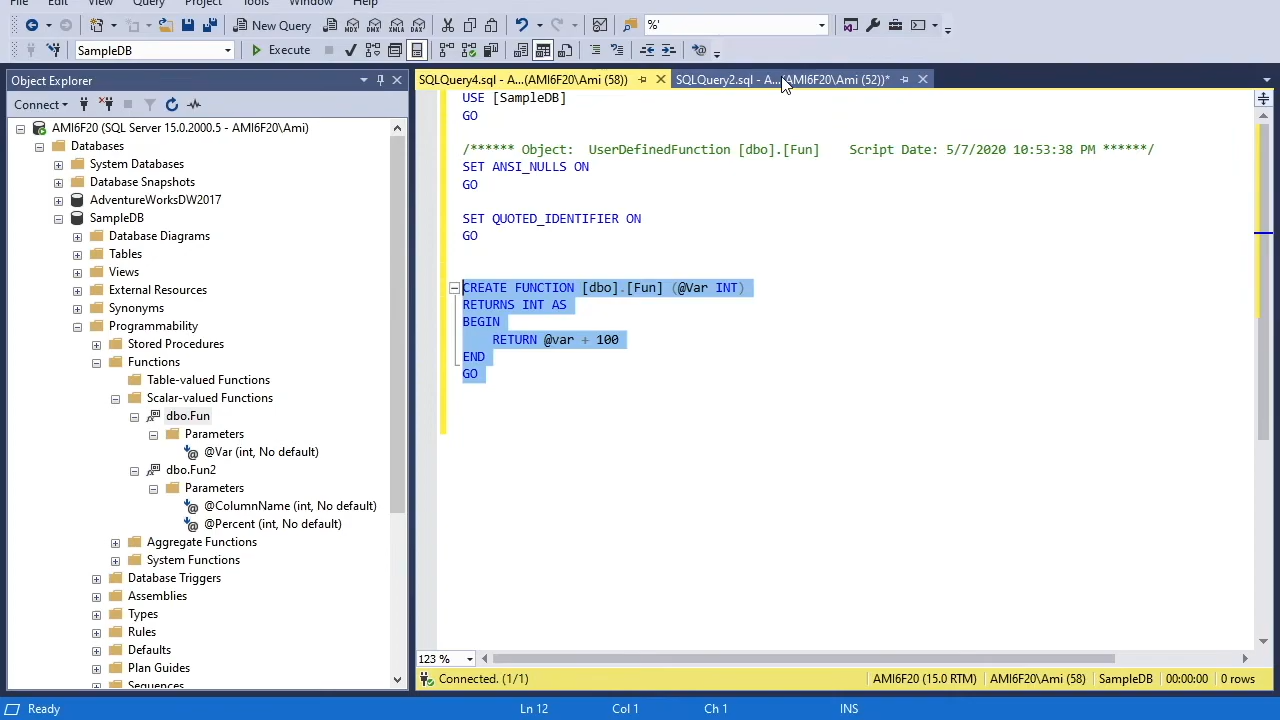 File Edit View Query Project Tools Window Help
New Query MDX DMX XMLA DAX %'
SampleDB Execute
Object Explorer
SQLQuery4.sql - A...(AMI6F20\Ami (58)) SQLQuery2.sql - A...(AMI6F20\Ami (52))*
Connect
AMI6F20 (SQL Server 15.0.2000.5 - AMI6F20\Ami)
Databases
System Databases
Database Snapshots
AdventureWorksDW2017
SampleDB
Database Diagrams
Tables
Views
External Resources
Synonyms
Programmability
Stored Procedures
Functions
Table-valued Functions
Scalar-valued Functions
dbo.Fun
Parameters
@Var (int, No default)
dbo.Fun2
Parameters
@ColumnName (int, No default)
@Percent (int, No default)
Aggregate Functions
System Functions
Database Triggers
Assemblies
Types
Rules
Defaults
Plan Guides
Sequences
USE [SampleDB]
GO
/****** Object:  UserDefinedFunction [dbo].[Fun]    Script Date: 5/7/2020 10:53:38 PM ******/
SET ANSI_NULLS ON
GO
SET QUOTED_IDENTIFIER ON
GO
CREATE FUNCTION [dbo].[Fun] (@Var INT)
RETURNS INT AS
BEGIN
RETURN @var + 100
END
GO
123 %
Connected. (1/1) AMI6F20 (15.0 RTM) AMI6F20\Ami (58) SampleDB 00:00:00 0 rows
Ready Ln 12 Col 1 Ch 1 INS